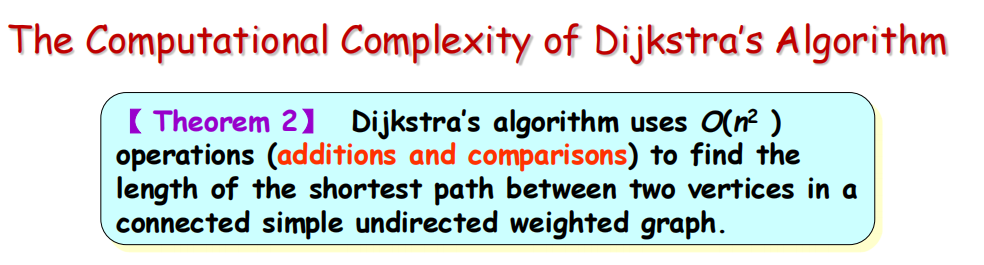 The Computational Complexity of Dijkstra's Algorithm
【 Theorem 2】 Dijkstra's algorithm uses O(n² )
operations (additions and comparisons) to find the
length of the shortest path between two vertices in a
connected simple undirected weighted graph.